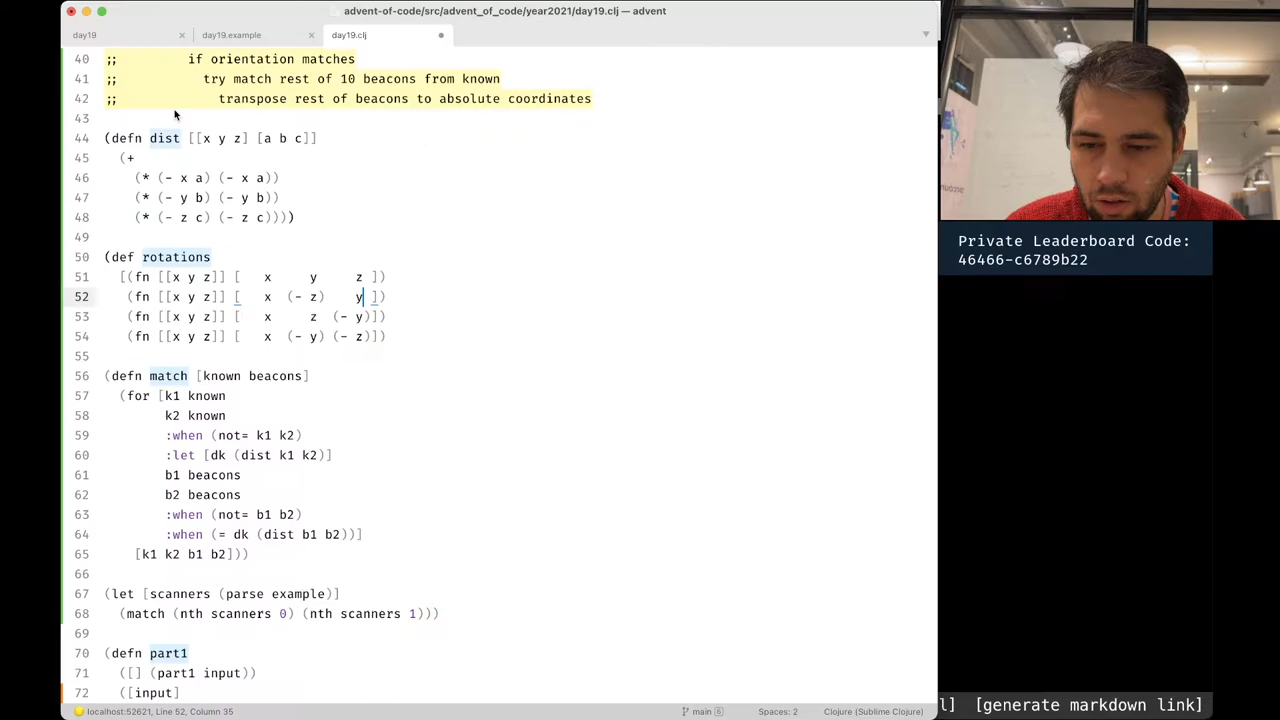 advent-of-code/src/advent_of_code/year2021/day19.clj — advent
day19 × day19.example × day19.clj
40 ;; if orientation matches
41 ;; try match rest of 10 beacons from known
42 ;; transpose rest of beacons to absolute coordinates
43
44 (defn dist [[x y z] [a b c]]
45 (+
46 (* (- x a) (- x a))
47 (* (- y b) (- y b))
48 (* (- z c) (- z c))))
49
50 (def rotations
51 [(fn [[x y z]] [ x y z ])
52 (fn [[x y z]] [ x (- z) y ])
53 (fn [[x y z]] [ x z (- y)])
54 (fn [[x y z]] [ x (- y) (- z)])
55
56 (defn match [known beacons]
57 (for [k1 known
58 k2 known
59 :when (not= k1 k2)
60 :let [dk (dist k1 k2)]
61 b1 beacons
62 b2 beacons
63 :when (not= b1 b2)
64 :when (= dk (dist b1 b2))]
65 [k1 k2 b1 b2]))
66
67 (let [scanners (parse example)]
68 (match (nth scanners 0) (nth scanners 1)))
69
70 (defn part1
71 ([] (part1 input))
72 ([input]
localhost:52621, Line 52, Column 35 main 6 Spaces: 2 Clojure (Sublime Clojure)
Private Leaderboard Code:
46466-c6789b22
l] [generate markdown link]